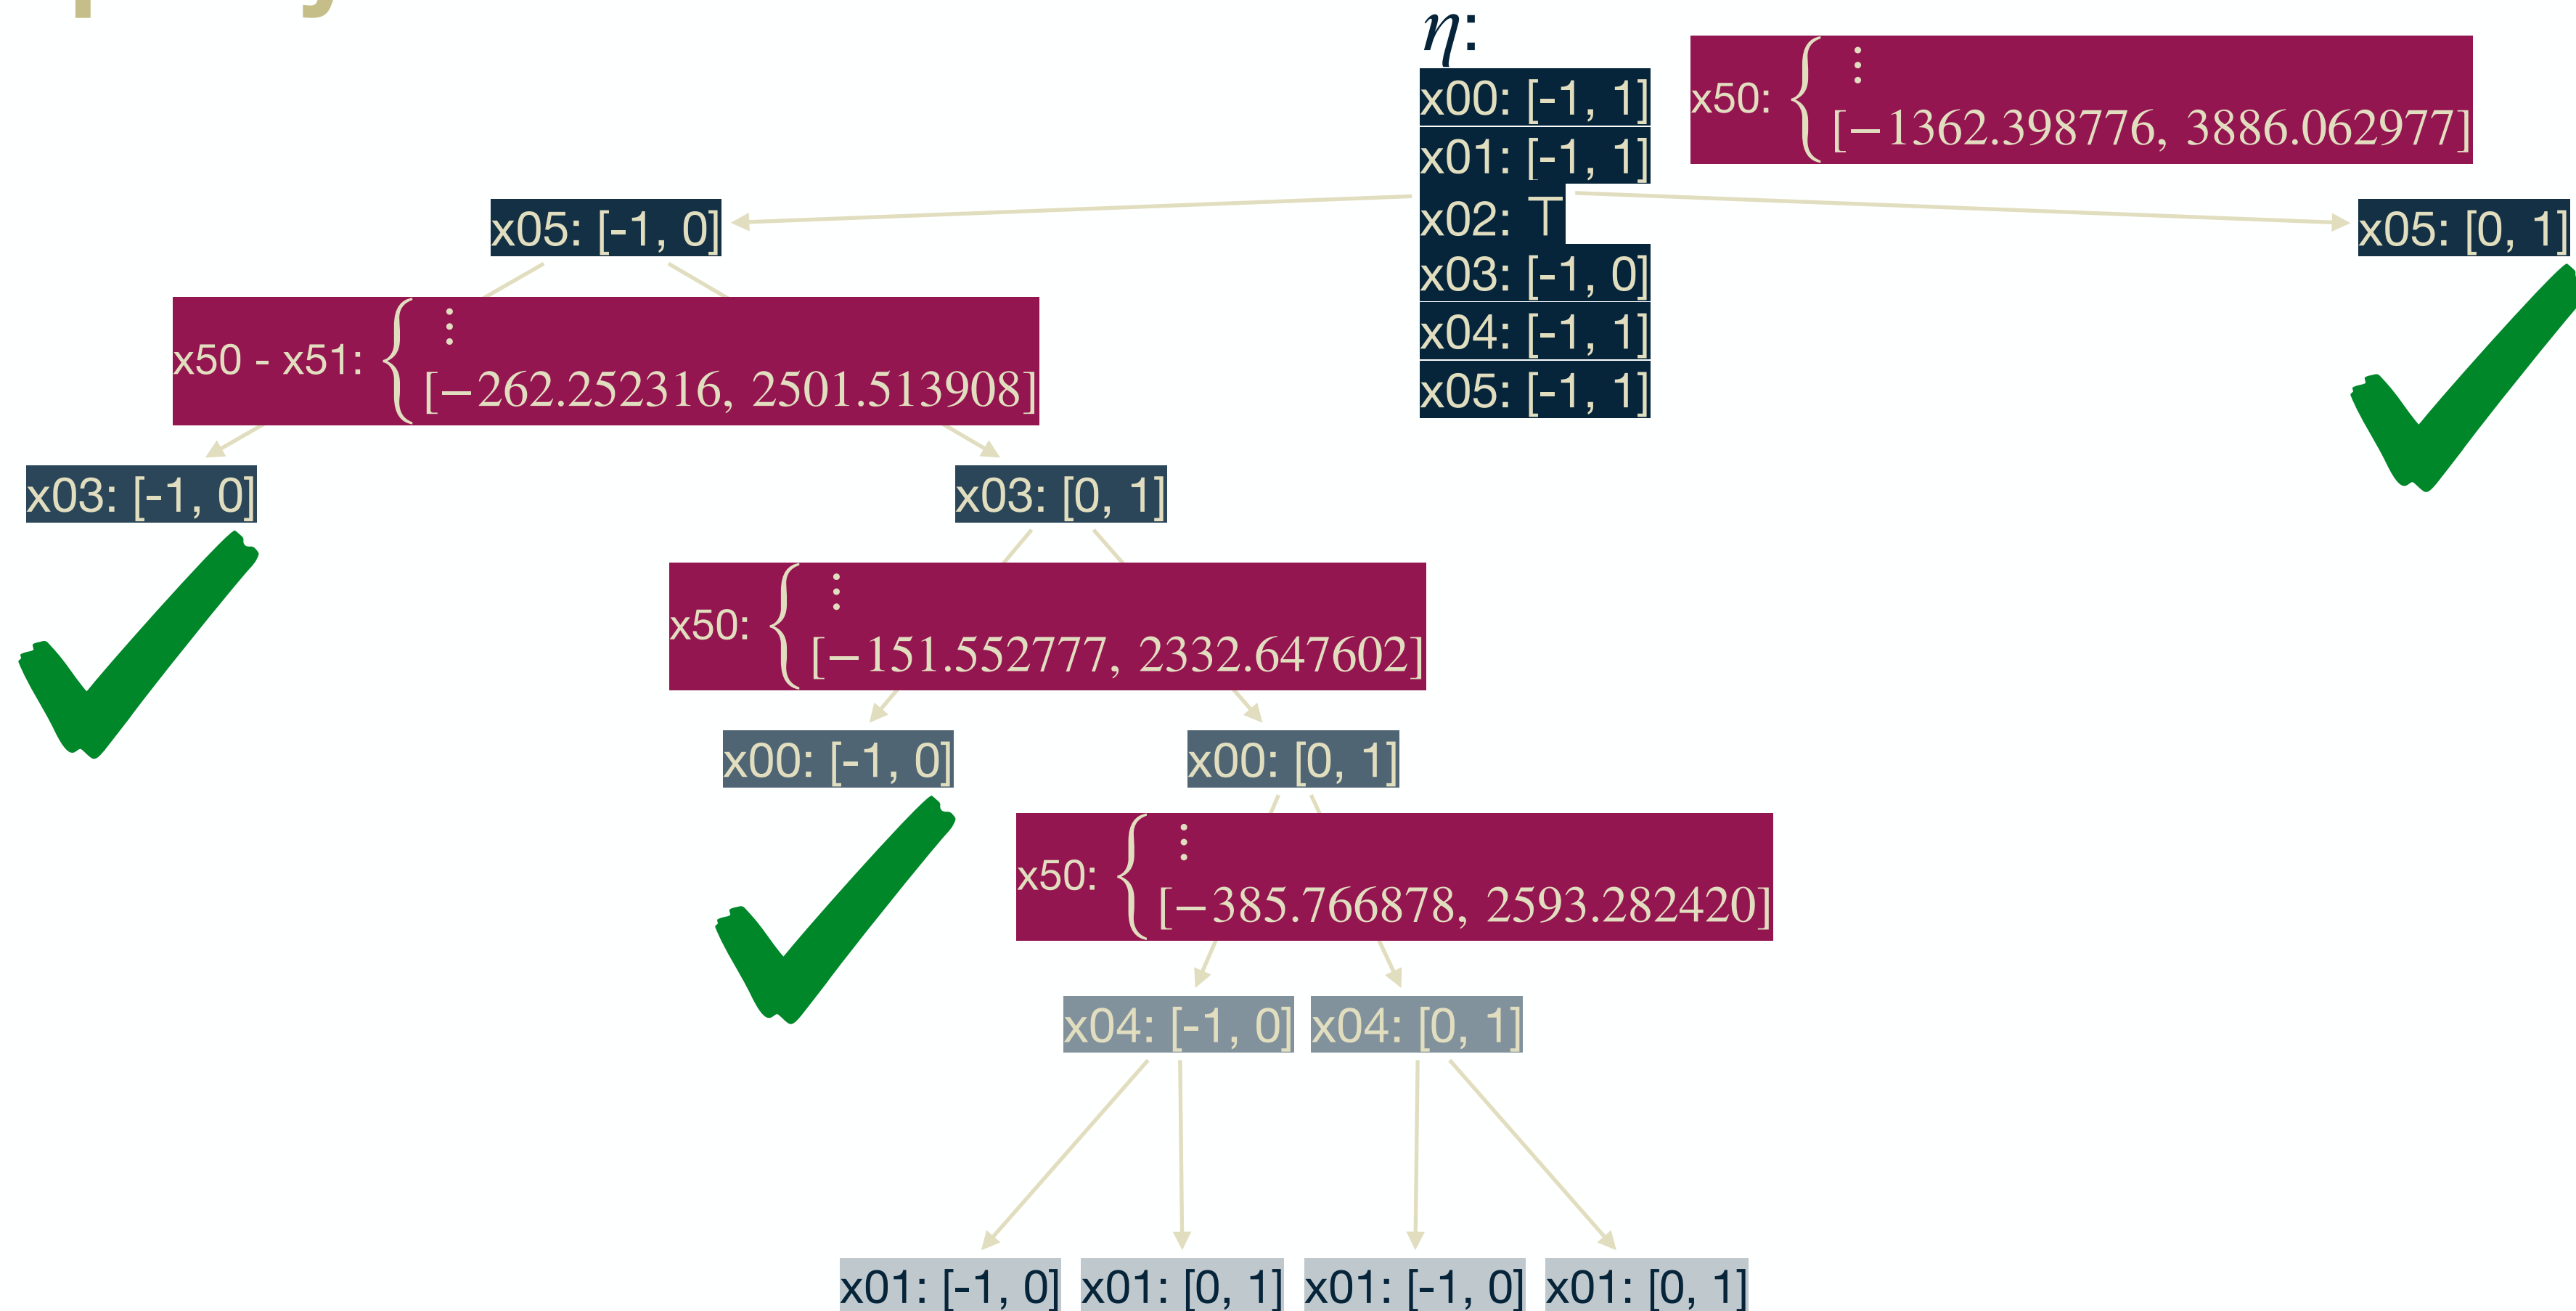 η:
x00: [-1, 1]
x01: [-1, 1]
x02: ⊤
x03: [-1, 0]
x04: [-1, 1]
x05: [-1, 1]
x50: { ⋮
[−1362.398776, 3886.062977]
x05: [-1, 0]
x05: [0, 1]
x50 - x51: { ⋮
[−262.252316, 2501.513908]
x03: [-1, 0]
x03: [0, 1]
x50: { ⋮
[−151.552777, 2332.647602]
x00: [-1, 0]
x00: [0, 1]
x50: { ⋮
[−385.766878, 2593.282420]
x04: [-1, 0]
x04: [0, 1]
x01: [-1, 0]
x01: [0, 1]
x01: [-1, 0]
x01: [0, 1]